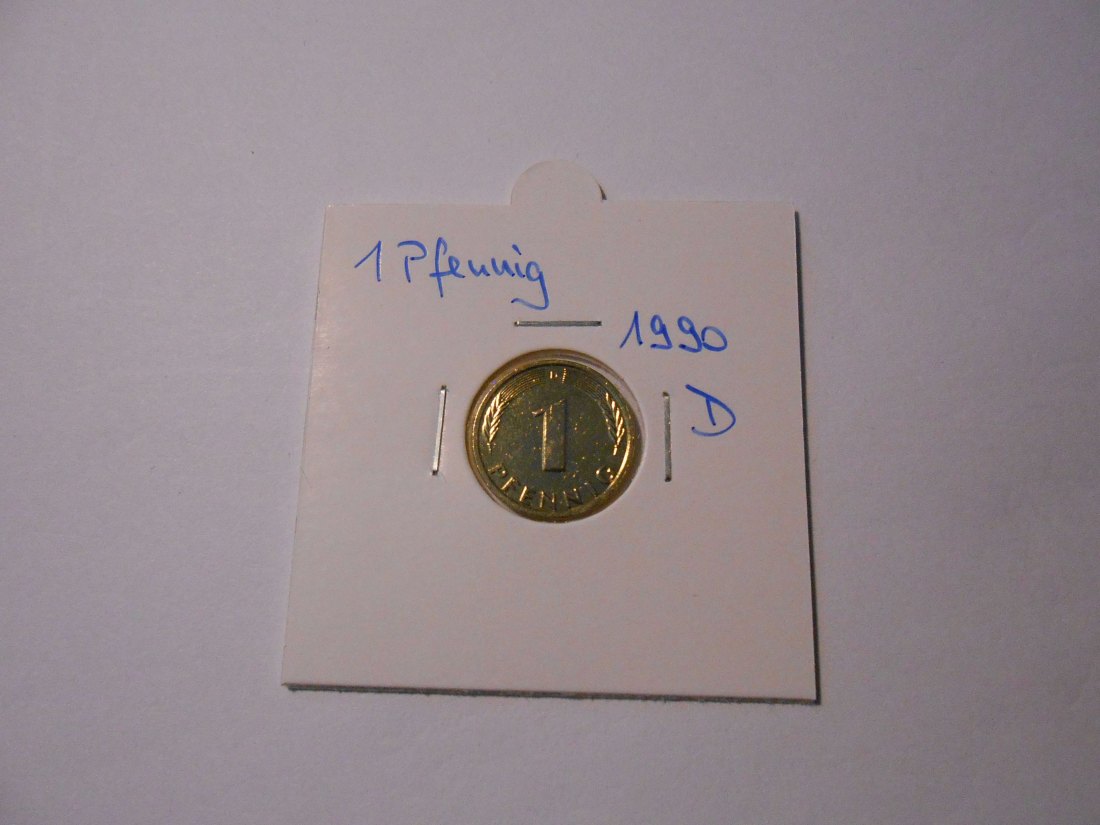 1 Pfennig
1990
D
D
1
PFENNIG